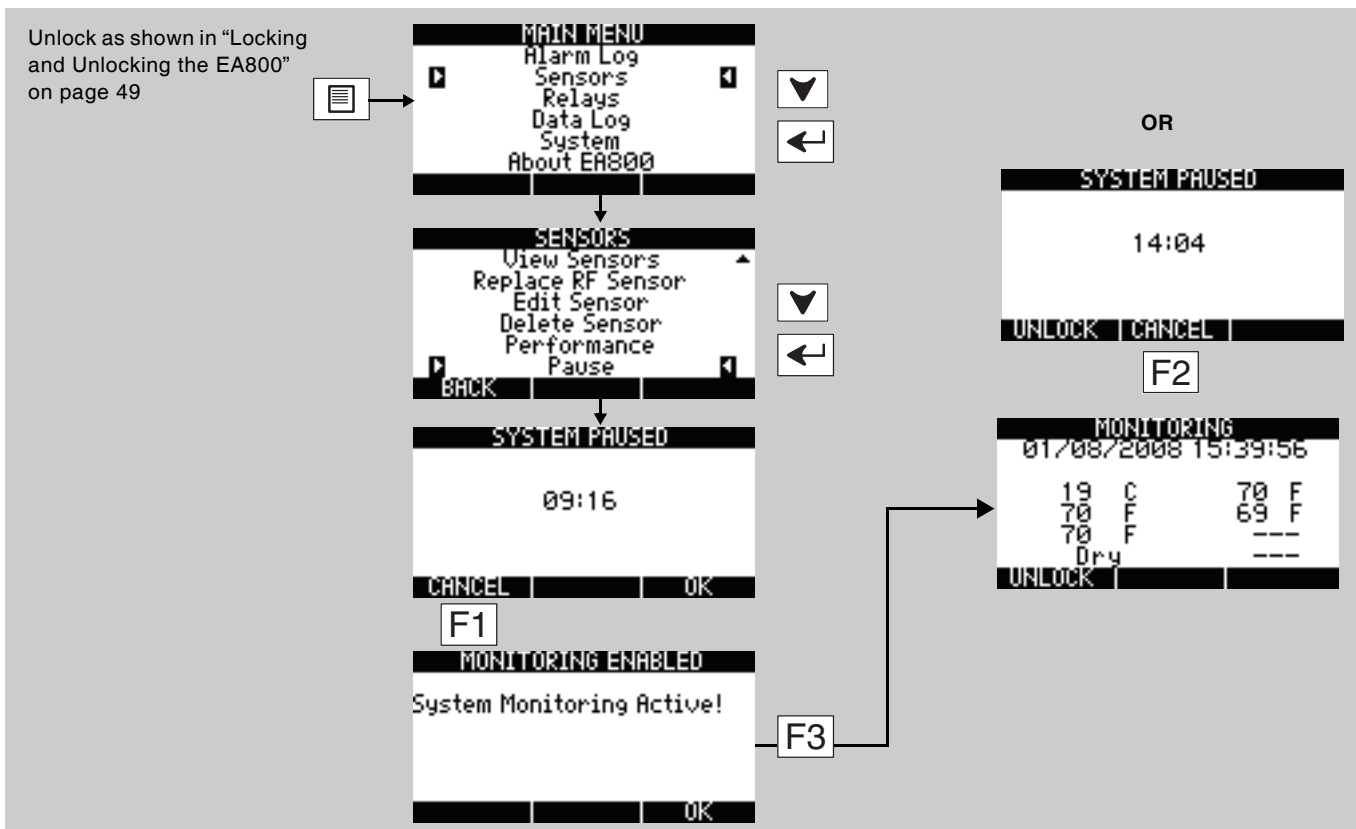 Unlock as shown in “Locking
and Unlocking the EA800”
on page 49
MAIN MENU
Alarm Log
Sensors
Relays
Data Log
System
About EA800
SENSORS
View Sensors
Replace RF Sensor
Edit Sensor
Delete Sensor
Performance
Pause
BACK
SYSTEM PAUSED
09:16
CANCEL OK
F1
MONITORING ENABLED
System Monitoring Active!
OK
F3
OR
SYSTEM PAUSED
14:04
UNLOCK CANCEL
F2
MONITORING
01/08/2008 15:39:56
19 C 70 F
70 F 69 F
70 F ---
Dry ---
UNLOCK